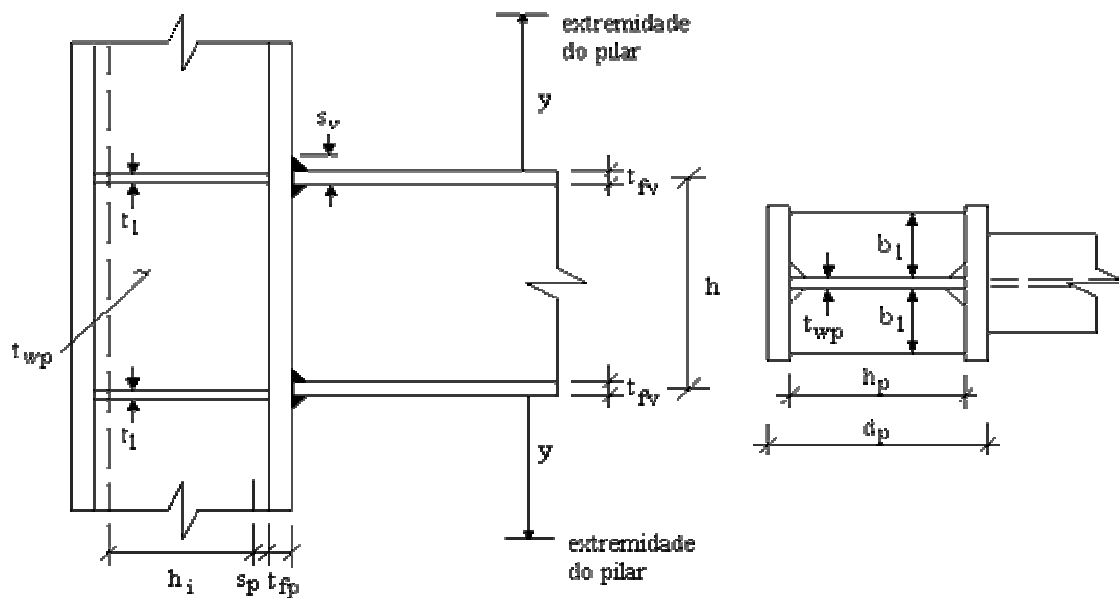 extremidade
do pilar
y
s_v
t_fv
t_1
h
b_1
t_wp
b_1
t_wp
h_p
d_p
t_1
t_fv
y
extremidade
do pilar
h_i
s_p
t_fp